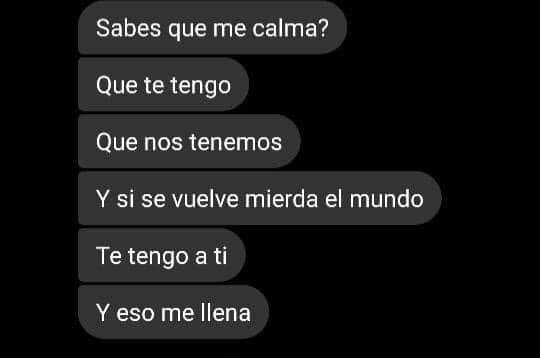 Sabes que me calma?
Que te tengo
Que nos tenemos
Y si se vuelve mierda el mundo
Te tengo a ti
Y eso me llena